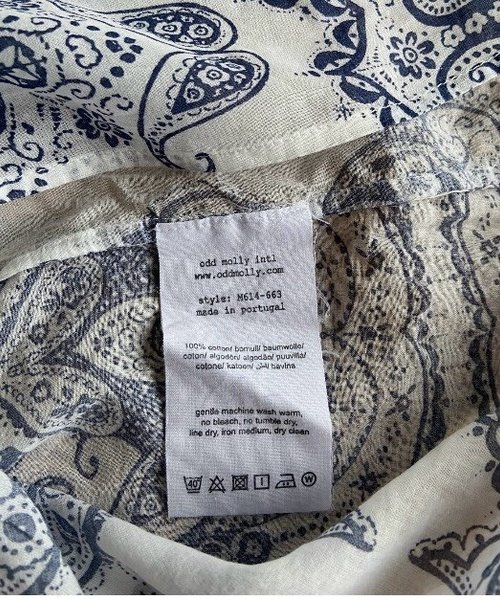 odd molly intl
www.oddmolly.com
style: M614-663
made in portugal
100% cotton/ bomull/ baumwolle/
coton/ algodón/ algodão/ puuvilla/
cotone/ katoen/ bavlna
gentle machine wash warm,
no bleach, no tumble dry,
line dry, iron medium, dry clean
40
W